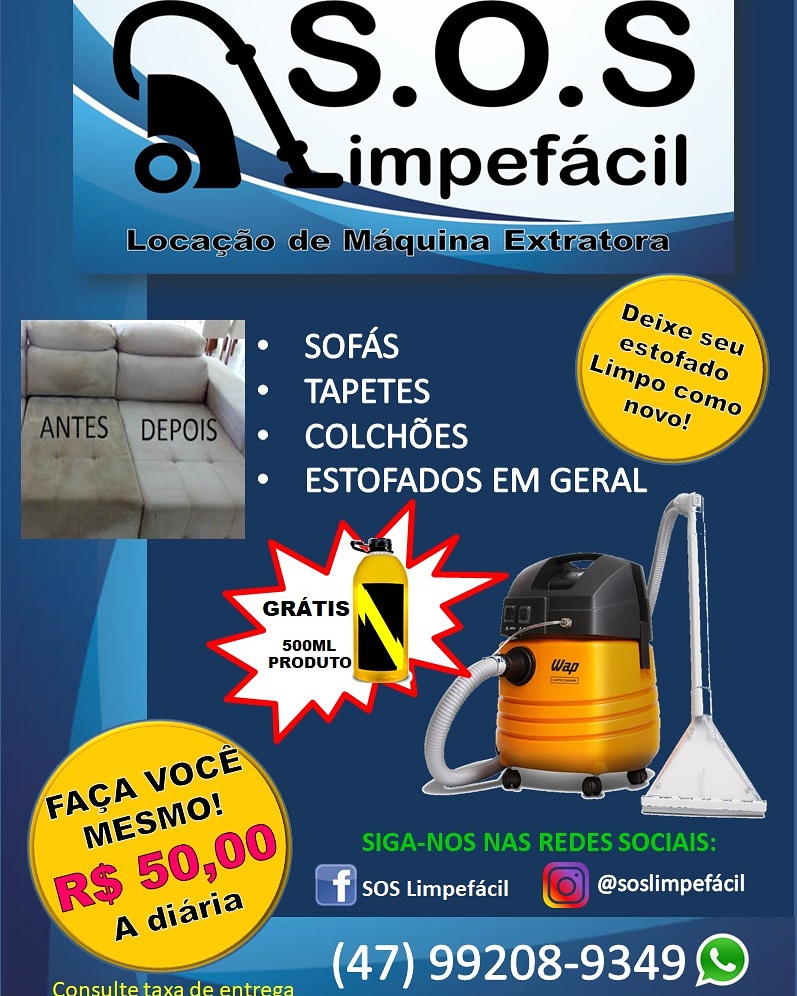 S.O.S
Limpefácil
Locação de Máquina Extratora
Deixe seu
estofado
Limpo como
novo!
ANTES DEPOIS
• SOFÁS
• TAPETES
• COLCHÕES
• ESTOFADOS EM GERAL
GRÁTIS
500ML
PRODUTO
Wap
CARPET CLEANER
FAÇA VOCÊ
MESMO!
R$ 50,00
A diária
SIGA-NOS NAS REDES SOCIAIS:
SOS Limpefácil
@soslimpefácil
(47) 99208-9349
Consulte taxa de entrega